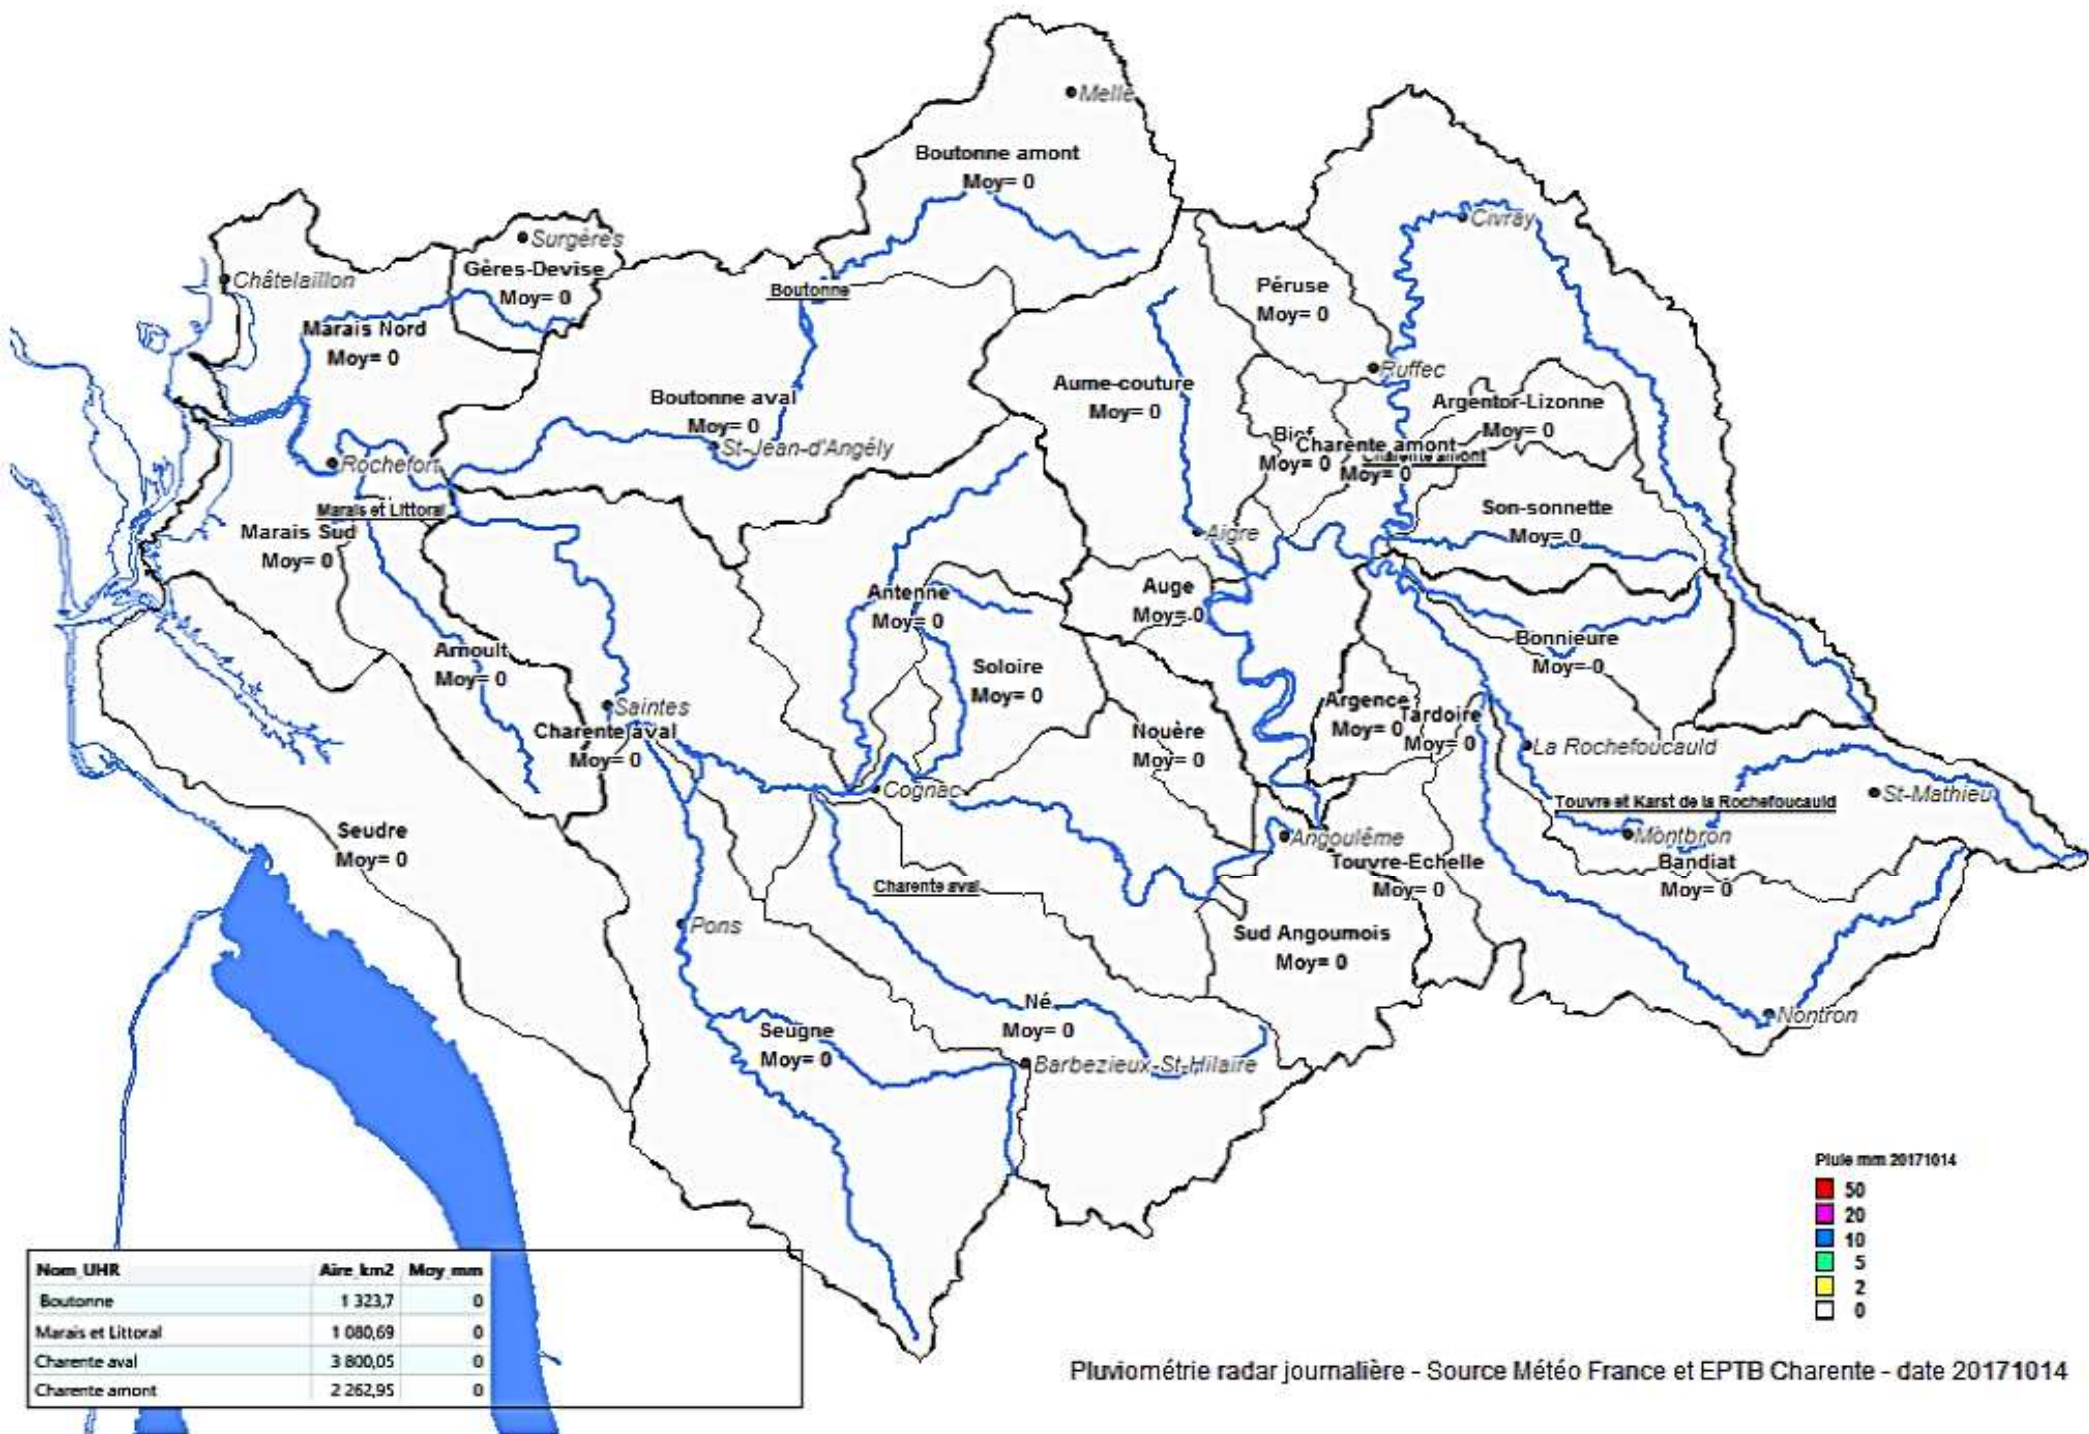 Melle
Boutonne amont
Moy= 0
Civray
Surgères
Gères-Devise
Moy= 0
Châtelaillon
Boutonne
Péruse
Moy= 0
Marais Nord
Moy= 0
Ruffec
Aume-couture
Moy= 0
Boutonne aval
Moy= 0
St-Jean-d'Angély
Argentor-Lizonne
Moy= 0
Bief
Moy= 0
Charente amont
Charente amont
Moy= 0
Rochefort
Marais et Littoral
Marais Sud
Moy= 0
Son-sonnette
Moy= 0
Aigre
Auge
Moy= 0
Antenne
Moy= 0
Bonnieure
Moy= 0
Arnoult
Moy= 0
Soloire
Moy= 0
Saintes
Charente aval
Moy= 0
Argence
Moy= 0
Tardoire
Moy= 0
Nouère
Moy= 0
La Rochefoucauld
Cognac
St-Mathieu
Touvre et Karst de la Rochefoucauld
Seudre
Moy= 0
Angoulême
Montbron
Touvre-Echelle
Moy= 0
Bandiat
Moy= 0
Charente aval
Pons
Sud Angoumois
Moy= 0
Né
Moy= 0
Nontron
Seugne
Moy= 0
Barbezieux-St-Hilaire
Pluie mm 20171014
50
20
10
5
2
0
Nom_UHR Aire_km2 Moy_mm
Boutonne 1 323,7 0
Marais et Littoral 1 080,69 0
Charente aval 3 800,05 0
Charente amont 2 262,95 0
Pluviométrie radar journalière - Source Météo France et EPTB Charente - date 20171014